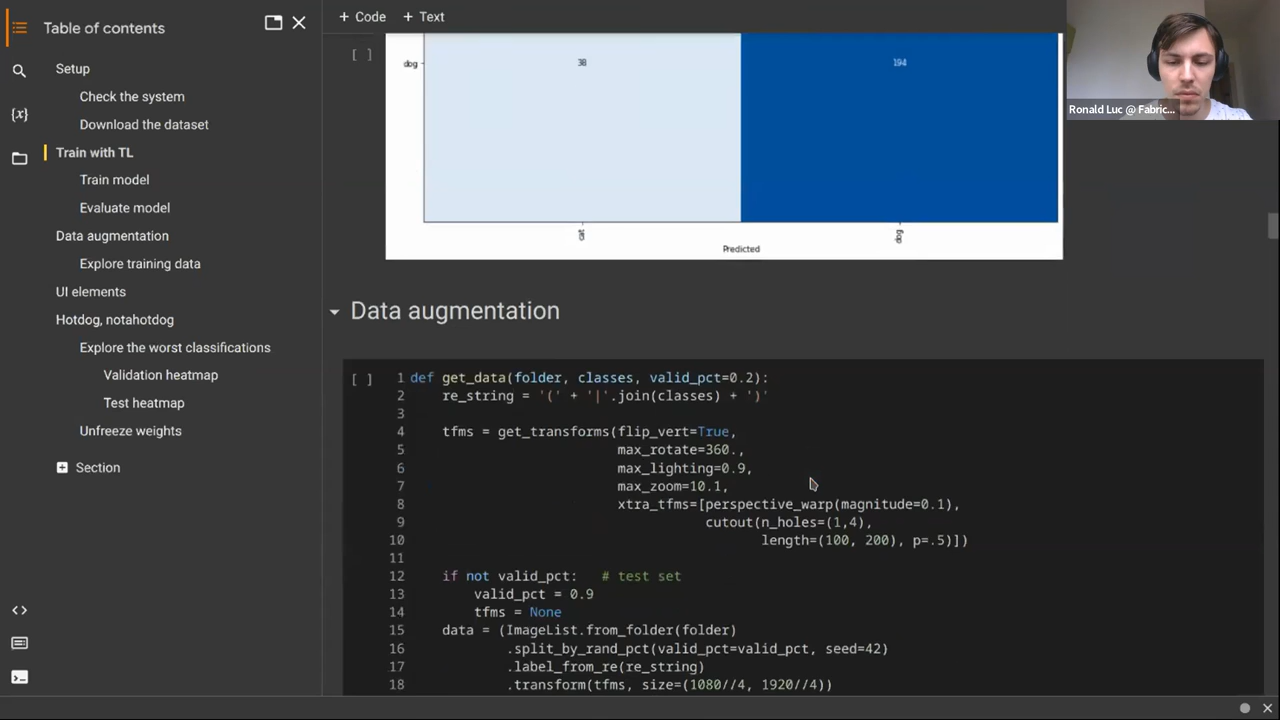 Table of contents
Setup
Check the system
Download the dataset
Train with TL
Train model
Evaluate model
Data augmentation
Explore training data
UI elements
Hotdog, notahotdog
Explore the worst classifications
Validation heatmap
Test heatmap
Unfreeze weights
Section
+ Code + Text
Ronald Luc @ Fabric...
[ ]
dog
38
194
cat
dog
Predicted
Data augmentation
[ ]
1 def get_data(folder, classes, valid_pct=0.2):
2 re_string = '(' + '|'.join(classes) + ')'
3
4 tfms = get_transforms(flip_vert=True,
5 max_rotate=360.,
6 max_lighting=0.9,
7 max_zoom=10.1,
8 xtra_tfms=[perspective_warp(magnitude=0.1),
9 cutout(n_holes=(1,4),
10 length=(100, 200), p=.5)])
11
12 if not valid_pct: # test set
13 valid_pct = 0.9
14 tfms = None
15 data = (ImageList.from_folder(folder)
16 .split_by_rand_pct(valid_pct=valid_pct, seed=42)
17 .label_from_re(re_string)
18 .transform(tfms, size=(1080//4, 1920//4))